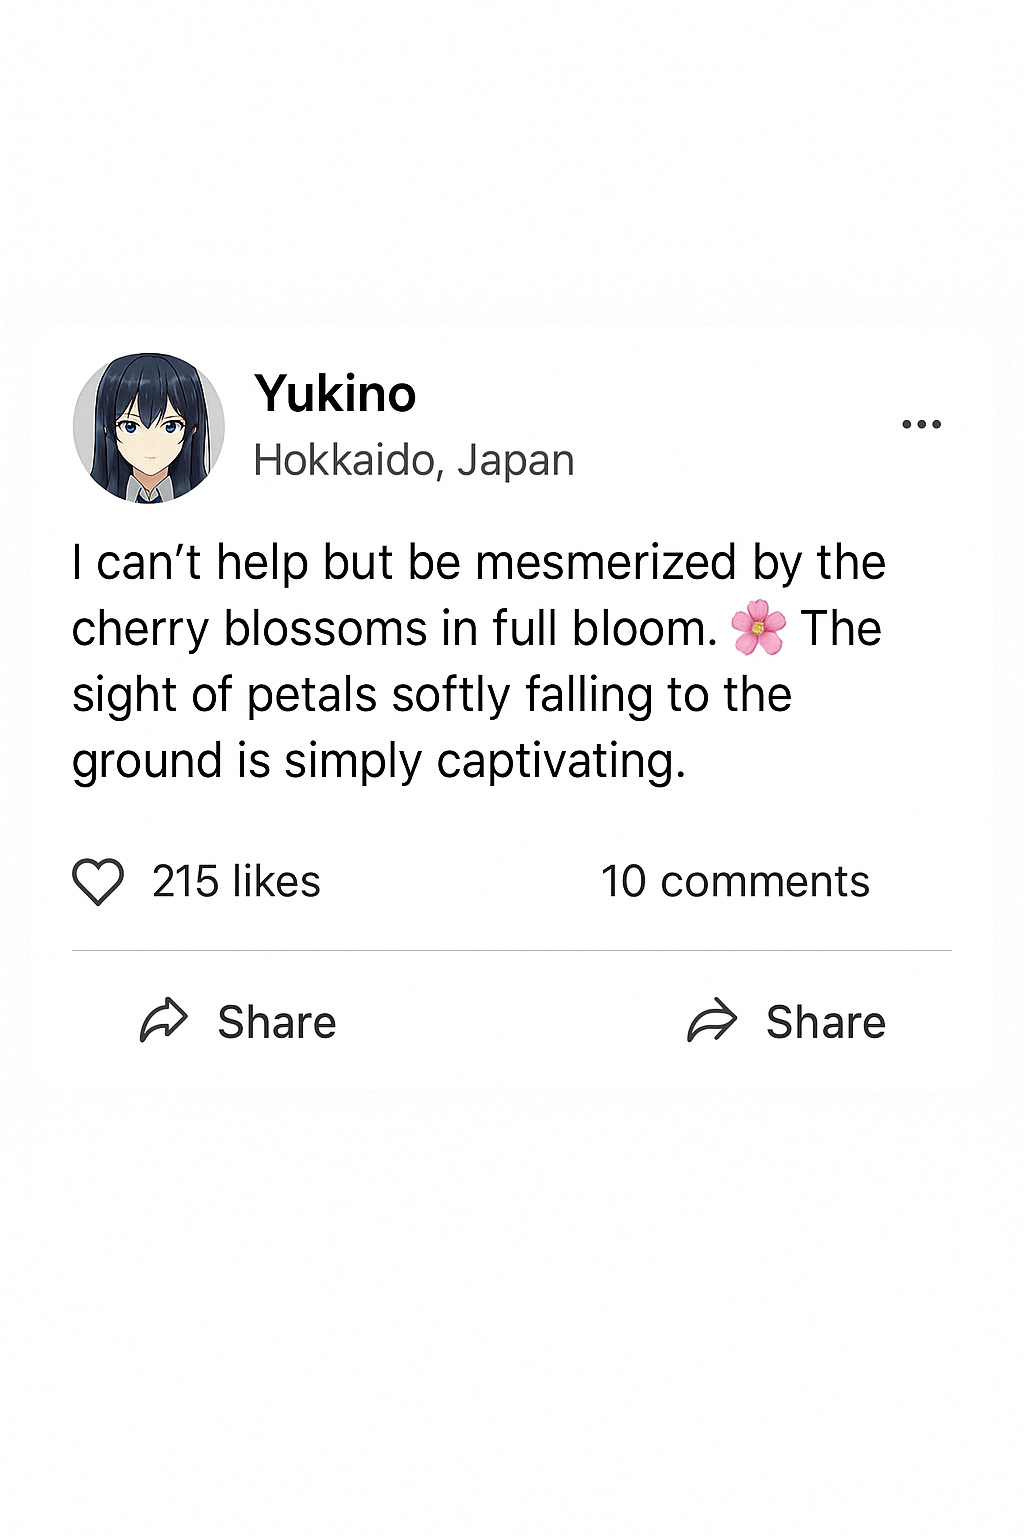 Yukino
Hokkaido, Japan
I can’t help but be mesmerized by the
cherry blossoms in full bloom. 🌸 The
sight of petals softly falling to the
ground is simply captivating.
215 likes
10 comments
Share
Share